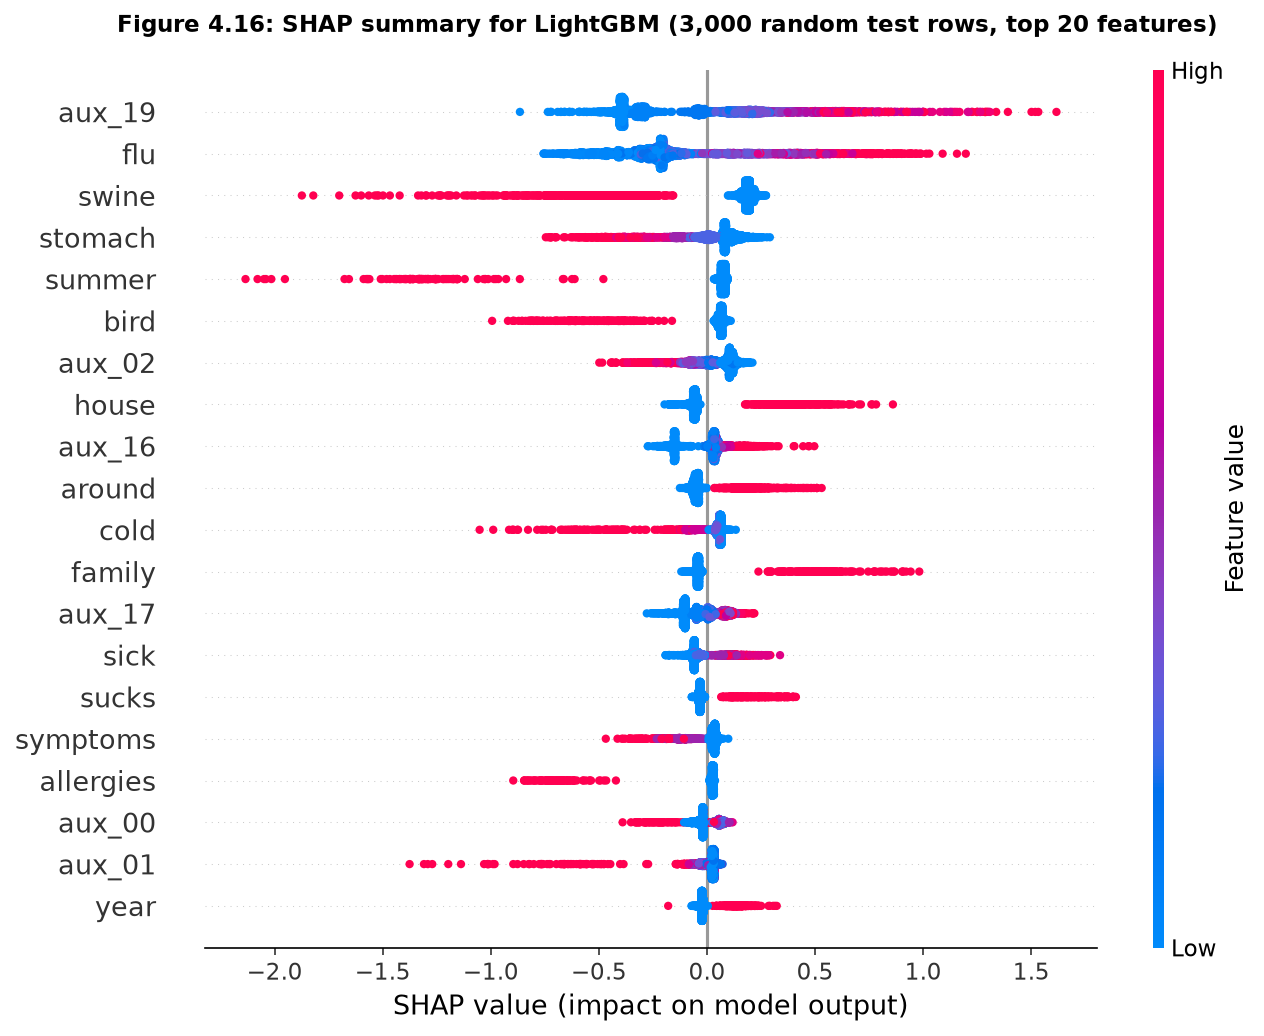 Figure 4.16: SHAP summary for LightGBM (3,000 random test rows, top 20 features)
High
aux_19
flu
swine
stomach
summer
bird
aux_02
house
aux_16
around
cold
family
aux_17
sick
sucks
symptoms
allergies
aux_00
aux_01
year
Feature value
Low
−2.0 −1.5 −1.0 −0.5 0.0 0.5 1.0 1.5
SHAP value (impact on model output)